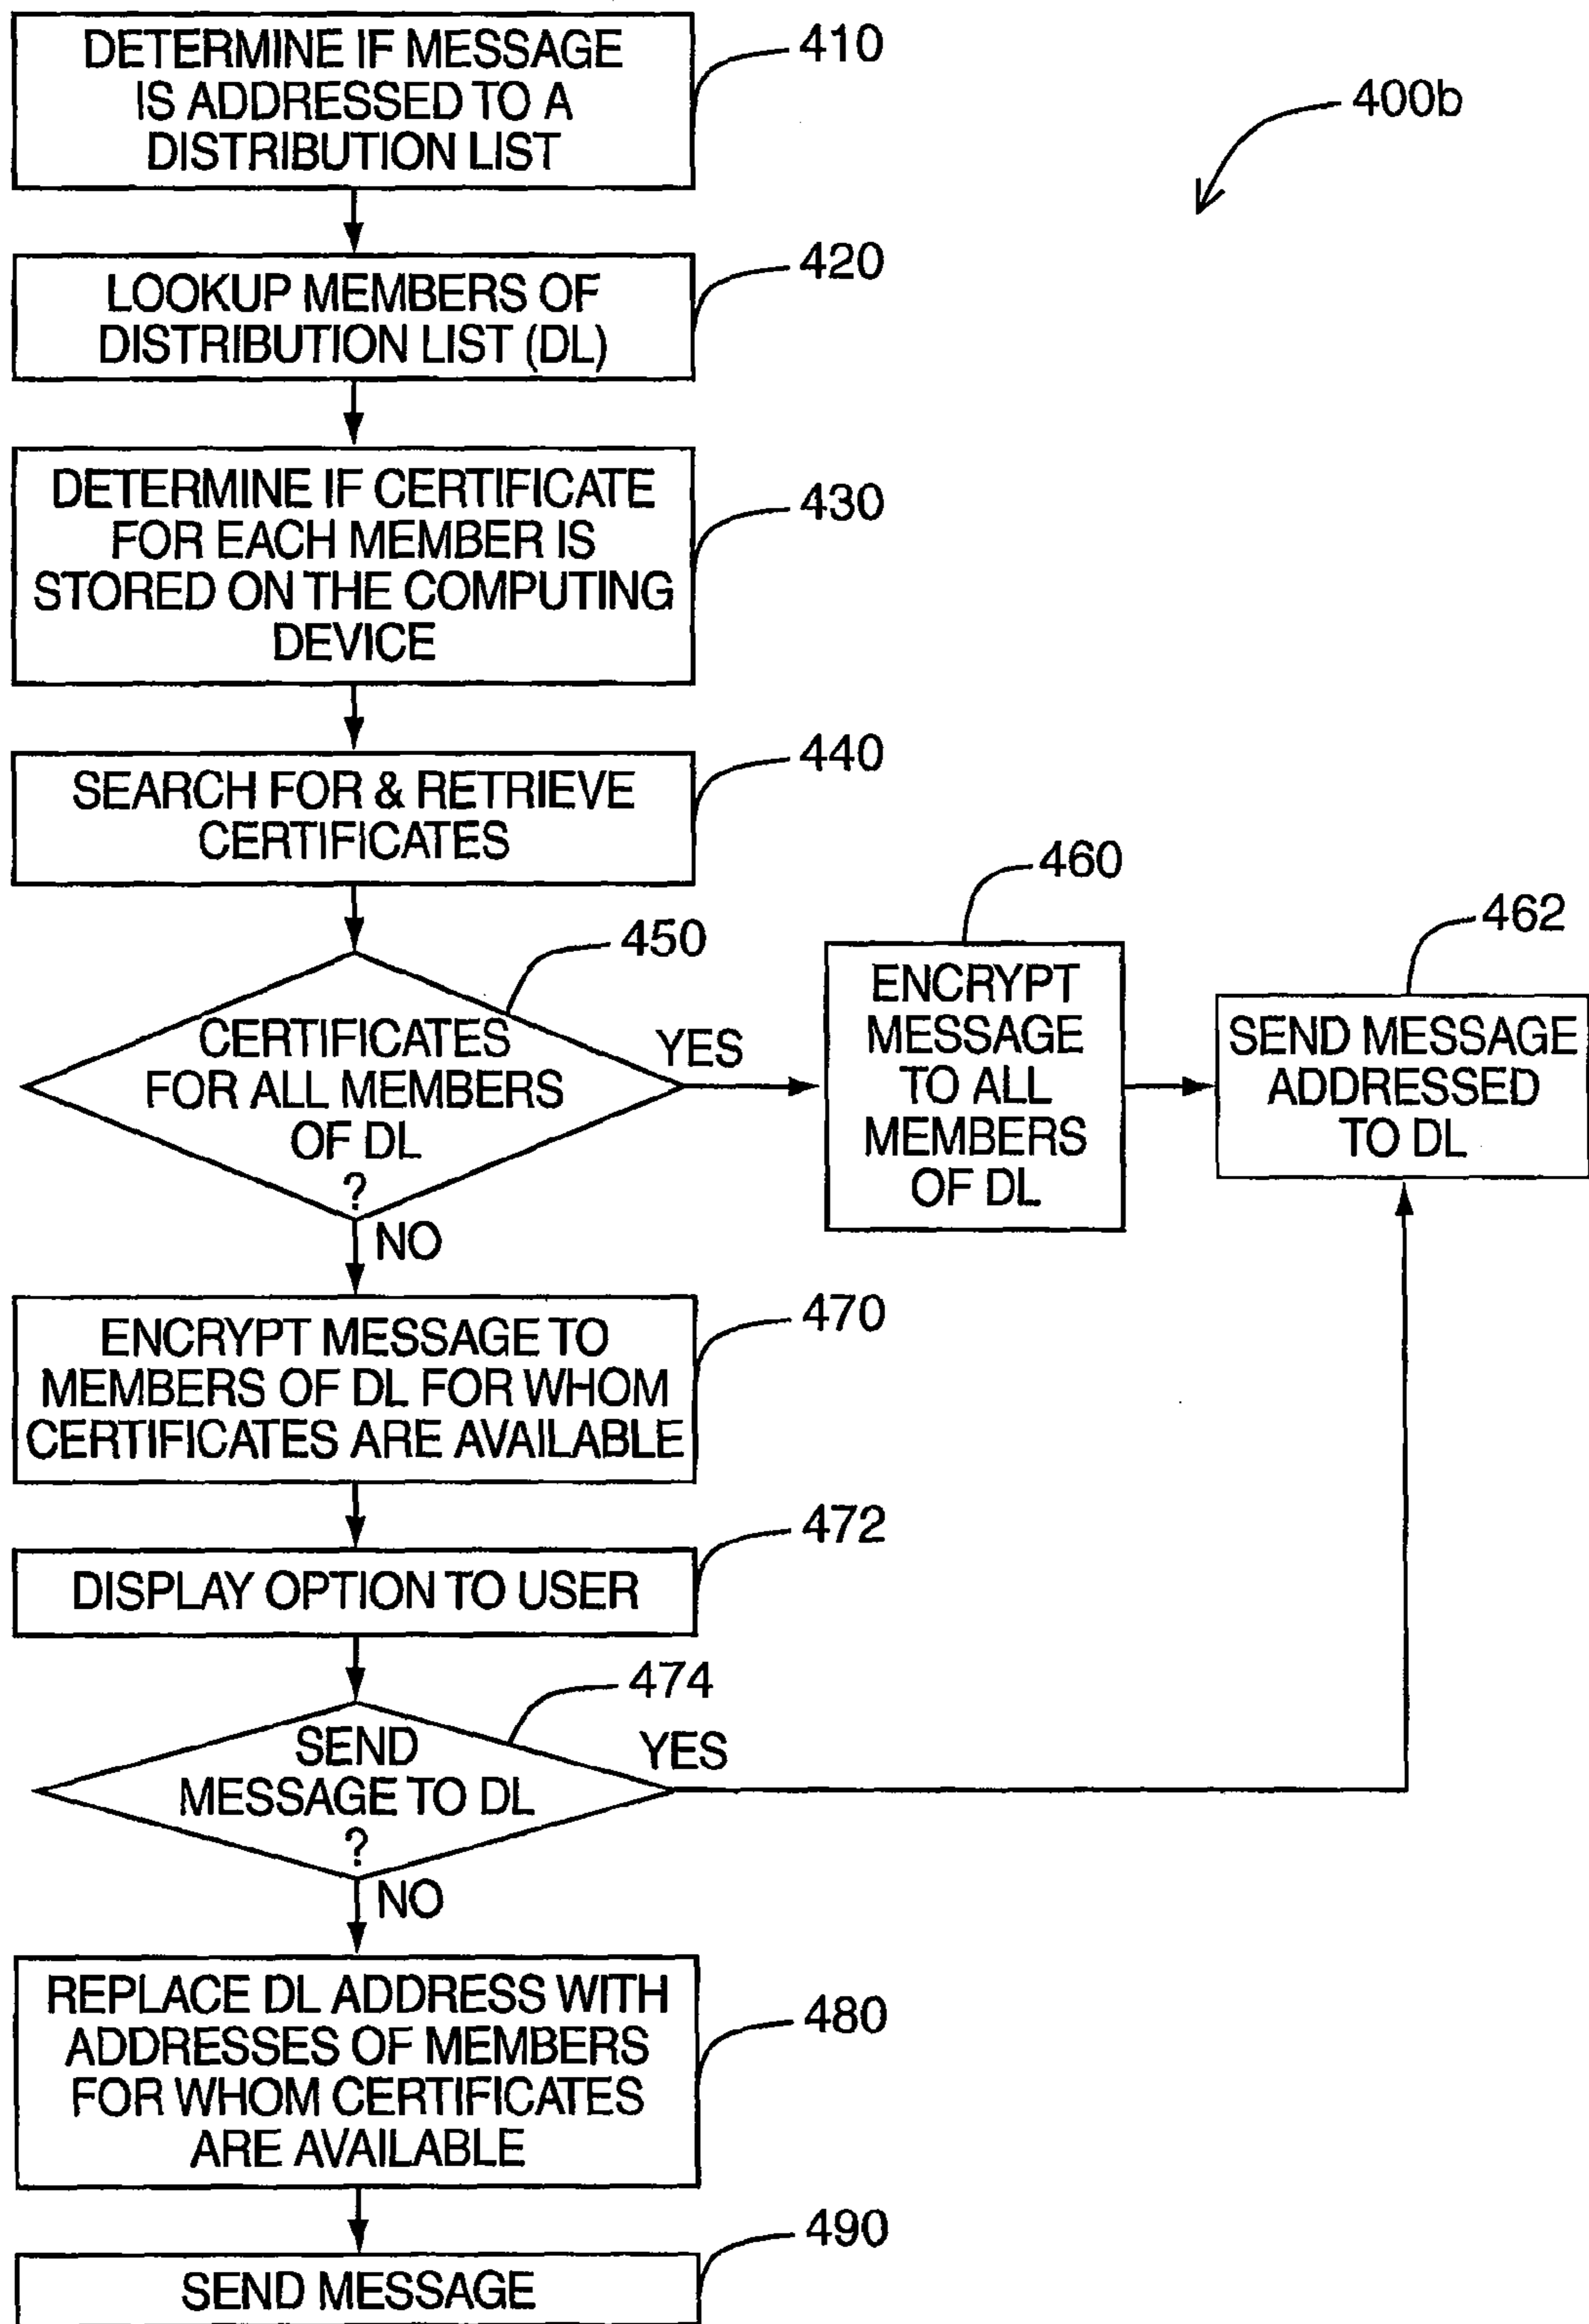 DETERMINE IF MESSAGE
IS ADDRESSED TO A
DISTRIBUTION LIST
410
400b
LOOKUP MEMBERS OF
DISTRIBUTION LIST (DL)
420
DETERMINE IF CERTIFICATE
FOR EACH MEMBER IS
STORED ON THE COMPUTING
DEVICE
430
SEARCH FOR & RETRIEVE
CERTIFICATES
440
CERTIFICATES
FOR ALL MEMBERS
OF DL
?
450
YES
NO
ENCRYPT
MESSAGE
TO ALL
MEMBERS
OF DL
460
SEND MESSAGE
ADDRESSED
TO DL
462
ENCRYPT MESSAGE TO
MEMBERS OF DL FOR WHOM
CERTIFICATES ARE AVAILABLE
470
DISPLAY OPTION TO USER
472
SEND
MESSAGE TO DL
?
474
YES
NO
REPLACE DL ADDRESS WITH
ADDRESSES OF MEMBERS
FOR WHOM CERTIFICATES
ARE AVAILABLE
480
SEND MESSAGE
490